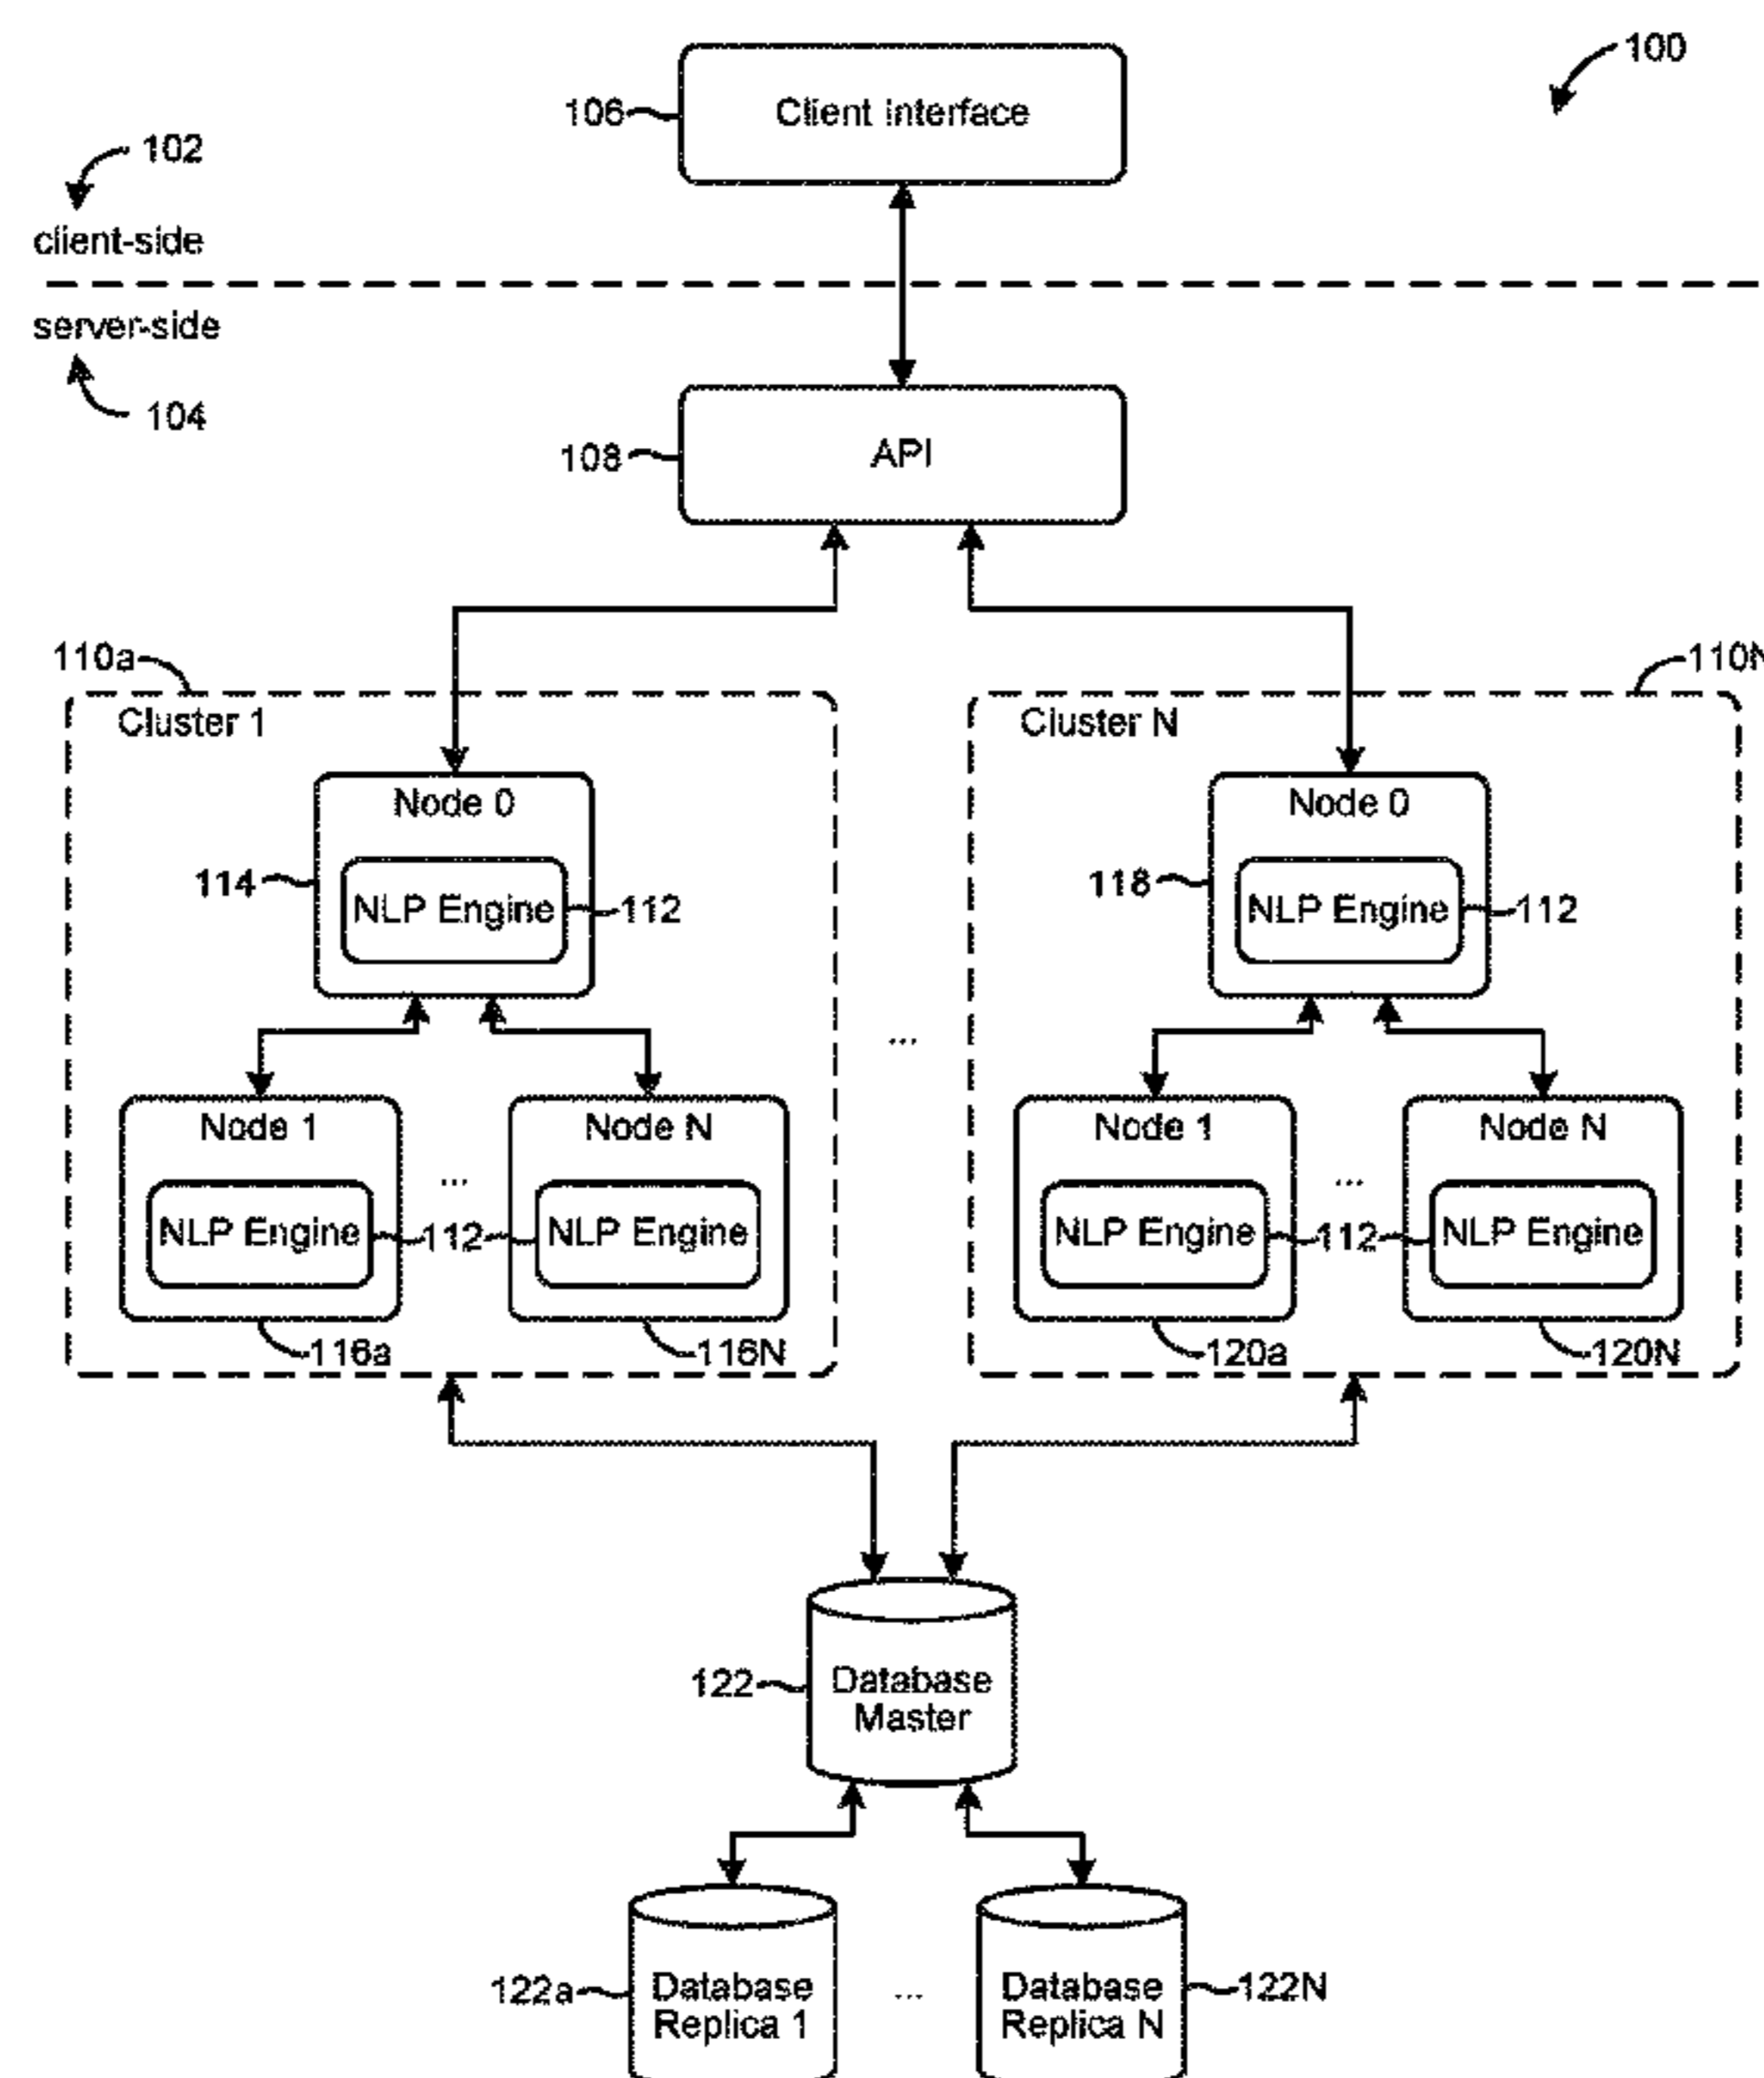 100
106
Client Interface
102
client-side
server-side
104
108
API
110a
110N
Cluster 1
Cluster N
Node 0
114
NLP Engine
112
Node 0
118
NLP Engine
112
...
Node 1
NLP Engine
...
112
Node N
NLP Engine
Node 1
NLP Engine
...
112
Node N
NLP Engine
116a
116N
120a
120N
122
Database
Master
122a
Database
Replica 1
...
Database
Replica N
122N